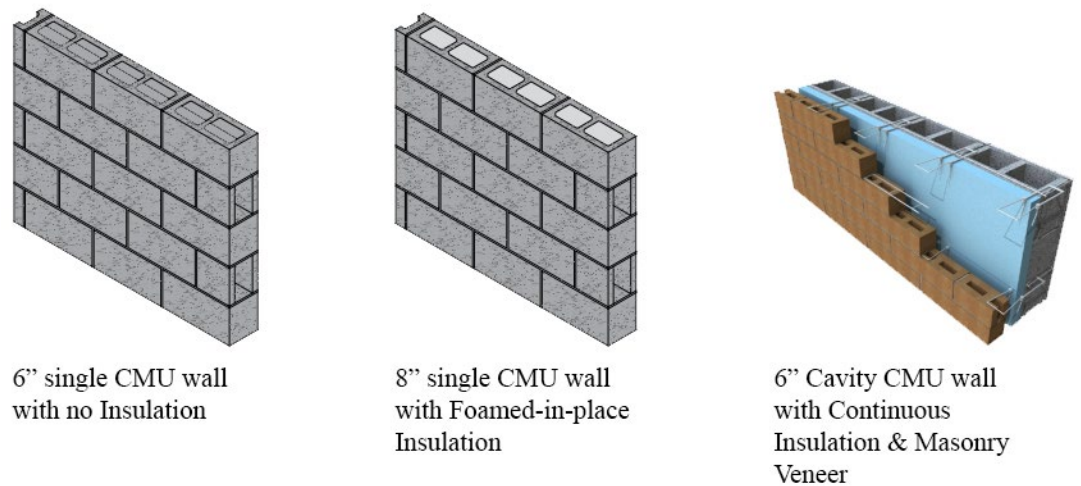 6” single CMU wall
with no Insulation
8” single CMU wall
with Foamed-in-place
Insulation
6” Cavity CMU wall
with Continuous
Insulation & Masonry
Veneer